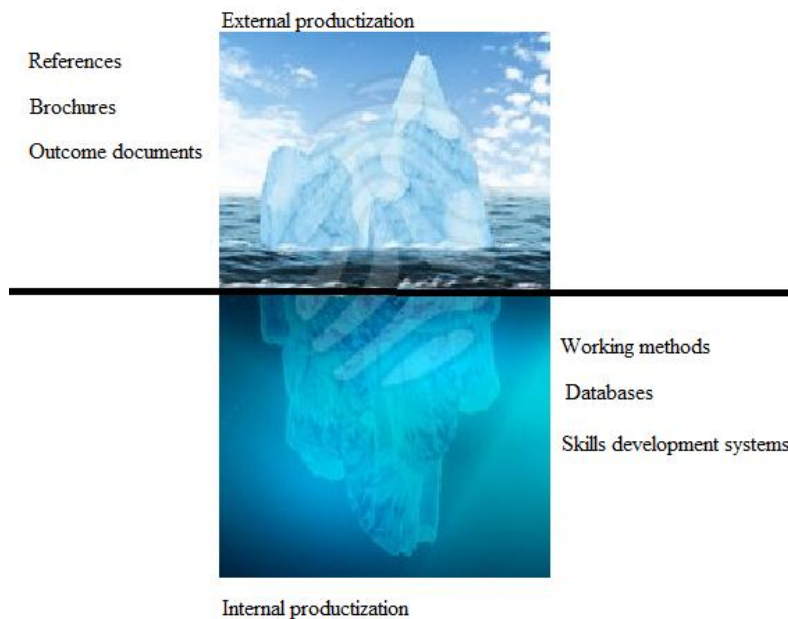 External productization
References
Brochures
Outcome documents
Working methods
Databases
Skills development systems
Internal productization